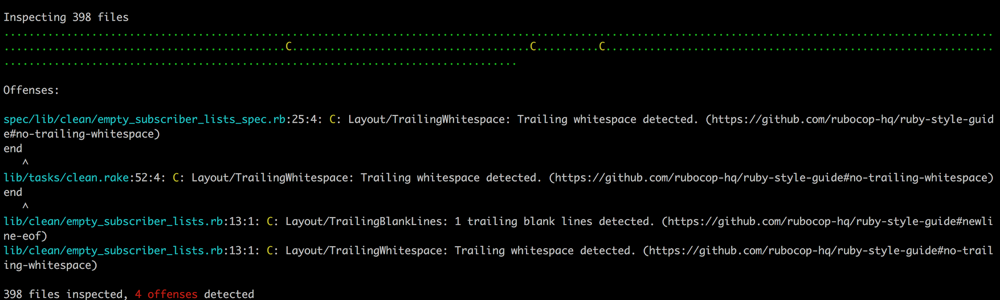 Inspecting 398 files
..............................................................................................................................................................
.............................................C......................................C..........C..............................................................
..................................................................................
Offenses:
spec/lib/clean/empty_subscriber_lists_spec.rb:25:4: C: Layout/TrailingWhitespace: Trailing whitespace detected. (https://github.com/rubocop-hq/ruby-style-guid
e#no-trailing-whitespace)
end
   ^
lib/tasks/clean.rake:52:4: C: Layout/TrailingWhitespace: Trailing whitespace detected. (https://github.com/rubocop-hq/ruby-style-guide#no-trailing-whitespace)
end
   ^
lib/clean/empty_subscriber_lists.rb:13:1: C: Layout/TrailingBlankLines: 1 trailing blank lines detected. (https://github.com/rubocop-hq/ruby-style-guide#newli
ne-eof)
lib/clean/empty_subscriber_lists.rb:13:1: C: Layout/TrailingWhitespace: Trailing whitespace detected. (https://github.com/rubocop-hq/ruby-style-guide#no-trail
ing-whitespace)
398 files inspected, 4 offenses detected